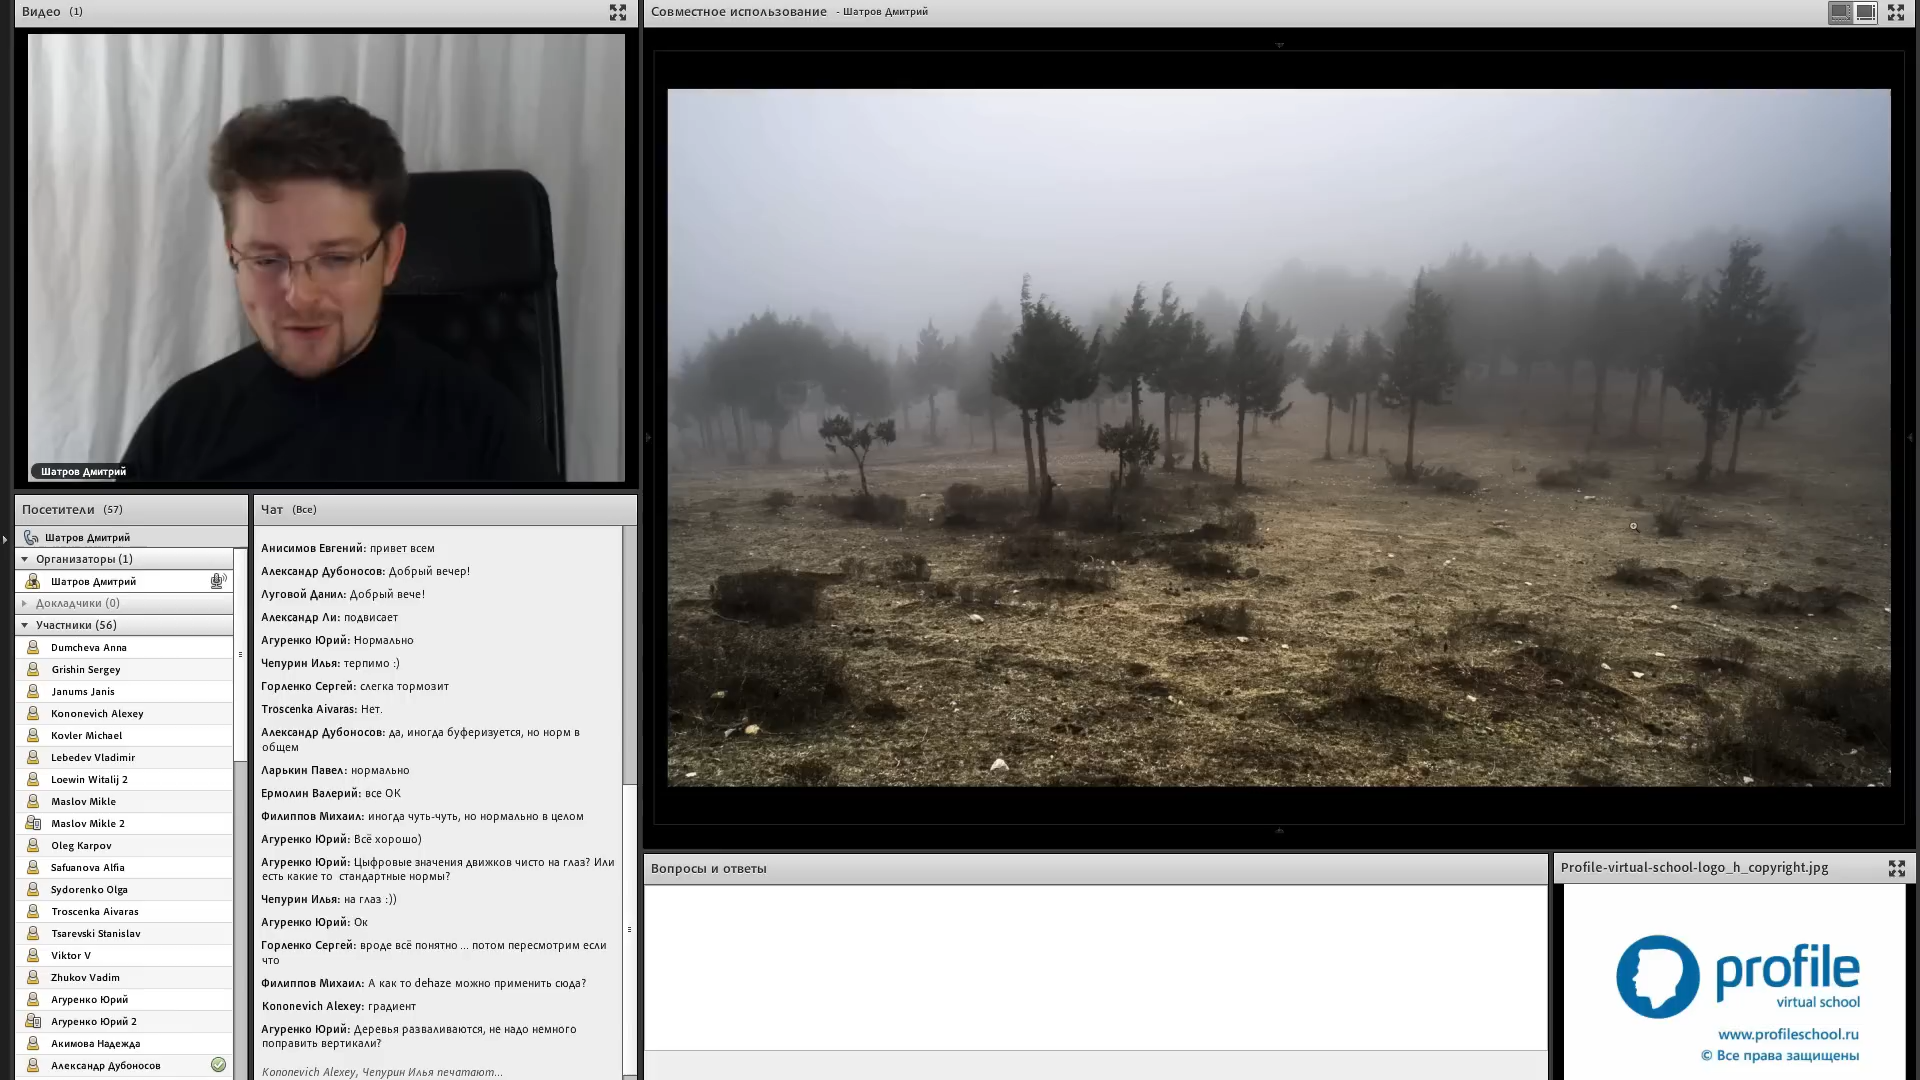 Видео (1)
Шатров Дмитрий
Посетители (57)
Шатров Дмитрий
Организаторы (1)
Шатров Дмитрий
Докладчики (0)
Участники (56)
Dumcheva Anna
Grishin Sergey
Janums Janis
Kononevich Alexey
Kovler Michael
Lebedev Vladimir
Loewin Witalij 2
Maslov Mikle
Maslov Mikle 2
Oleg Karpov
Safuanova Alfia
Sydorenko Olga
Troscenka Aivaras
Tsarevski Stanislav
Viktor V
Zhukov Vadim
Агуренко Юрий
Агуренко Юрий 2
Акимова Надежда
Александр Дубоносов
Чат (Все)
Анисимов Евгений: привет всем
Александр Дубоносов: Добрый вечер!
Луговой Данил: Добрый вече!
Александр Ли: подвисает
Агуренко Юрий: Нормально
Чепурин Илья: терпимо :)
Горленко Сергей: слегка тормозит
Troscenka Aivaras: Нет.
Александр Дубоносов: да, иногда буферизуется, но норм в
общем
Ларькин Павел: нормально
Ермолин Валерий: все ОК
Филиппов Михаил: иногда чуть-чуть, но нормально в целом
Агуренко Юрий: Всё хорошо)
Агуренко Юрий: Цыфровые значения движков чисто на глаз? Или
есть какие то стандартные нормы?
Чепурин Илья: на глаз :))
Агуренко Юрий: Ок
Горленко Сергей: вроде всё понятно ... потом пересмотрим если
что
Филиппов Михаил: А как то dehaze можно применить сюда?
Kononevich Alexey: градиент
Агуренко Юрий: Деревья разваливаются, не надо немного
поправить вертикали?
Kononevich Alexey, Чепурин Илья печатают...
Совместное использование - Шатров Дмитрий
Вопросы и ответы
Profile-virtual-school-logo_h_copyright.jpg
profile
virtual school
www.profileschool.ru
© Все права защищены